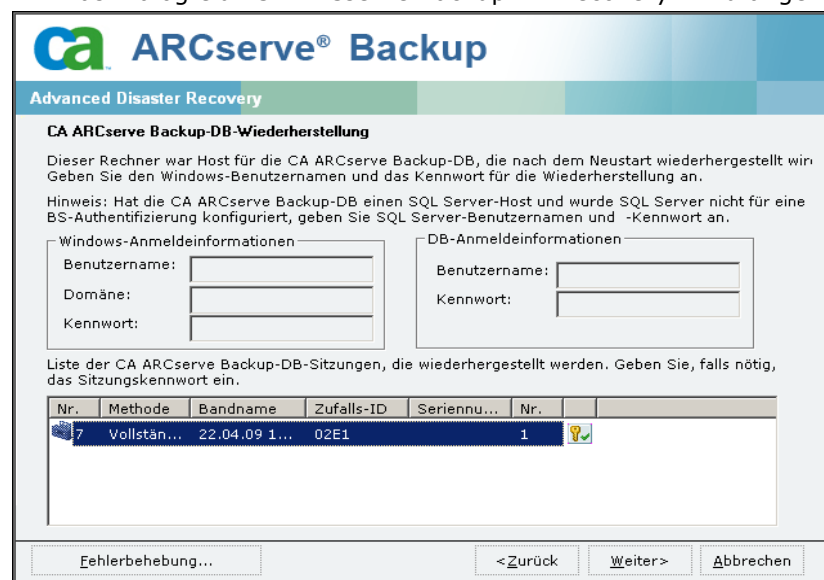 ca ARCserve® Backup
Advanced Disaster Recovery
CA ARCserve Backup-DB-Wiederherstellung
Dieser Rechner war Host für die CA ARCserve Backup-DB, die nach dem Neustart wiederhergestellt
Geben Sie den Windows-Benutzernamen und das Kennwort für die Wiederherstellung an.
Hinweis: Hat die CA ARCserve Backup-DB einen SQL Server-Host und wurde SQL Server nicht für eine
BS-Authentifizierung konfiguriert, geben Sie SQL Server-Benutzernamen und -Kennwort an.
Windows-Anmeldeinformationen
Benutzername:
Domäne:
Kennwort:
DB-Anmeldeinformationen
Benutzername:
Kennwort:
Liste der CA ARCserve Backup-DB-Sitzungen, die wiederhergestellt werden. Geben Sie, falls nötig,
das Sitzungskennwort ein.
Nr. Methode Bandname Zufalls-ID Seriennu... Nr.
7 Vollstän... 22.04.09 1... 02E1 1
Fehlerbehebung... <Zurück Weiter> Abbrechen